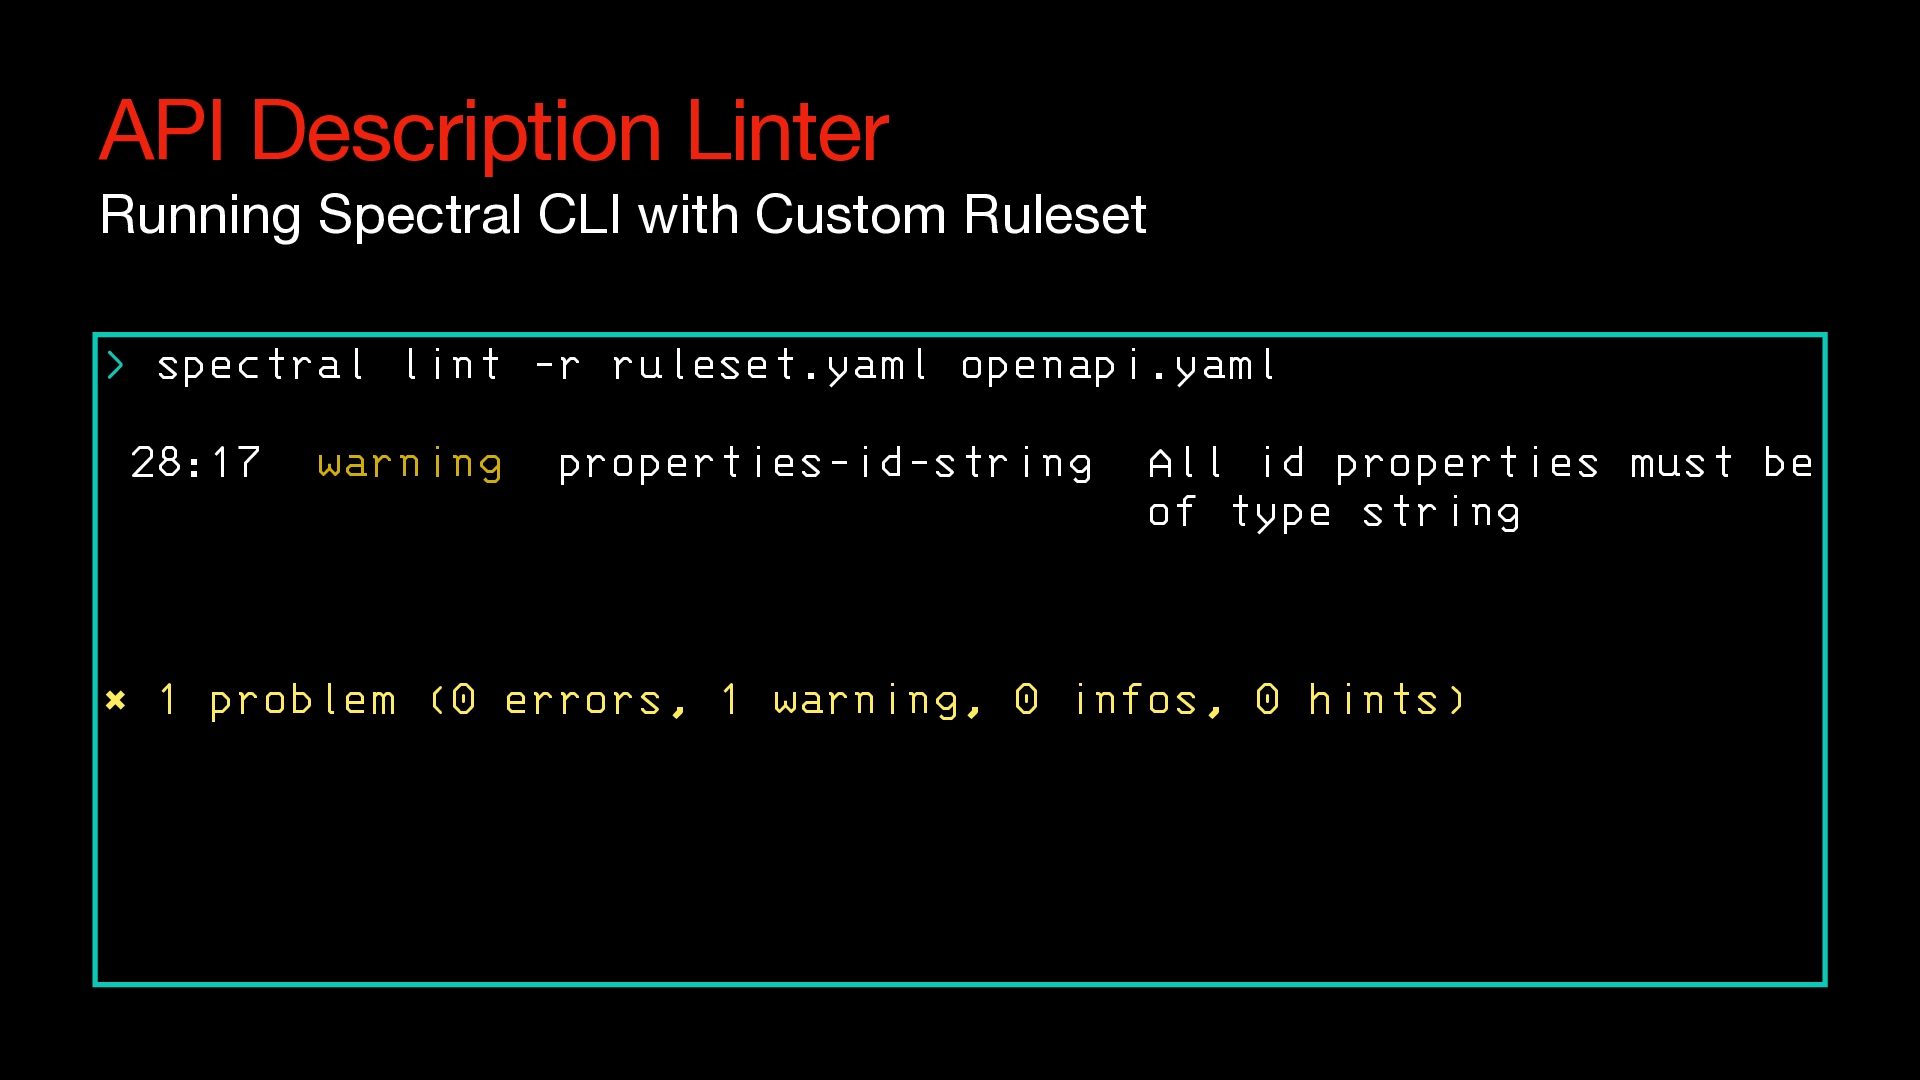 API Description Linter
Running Spectral CLI with Custom Ruleset
> spectral lint -r ruleset.yaml openapi.yaml
28:17 warning properties-id-string All id properties must be
of type string
✖ 1 problem (0 errors, 1 warning, 0 infos, 0 hints)